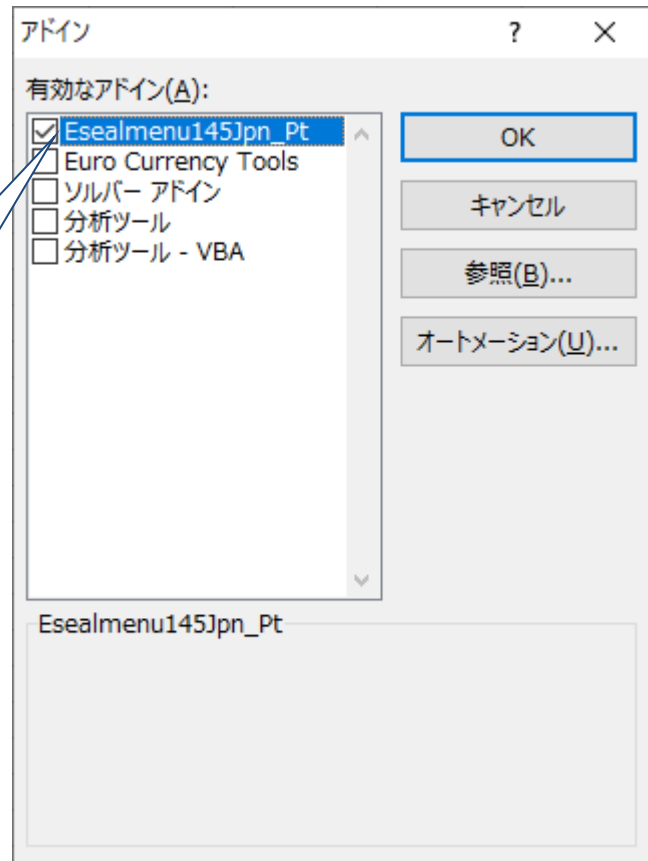 アドイン ? ×
有効なアドイン(A):
Esealmenu145Jpn_Pt
Euro Currency Tools
ソルバー アドイン
分析ツール
分析ツール - VBA
OK
キャンセル
参照(B)...
オートメーション(U)...
Esealmenu145Jpn_Pt